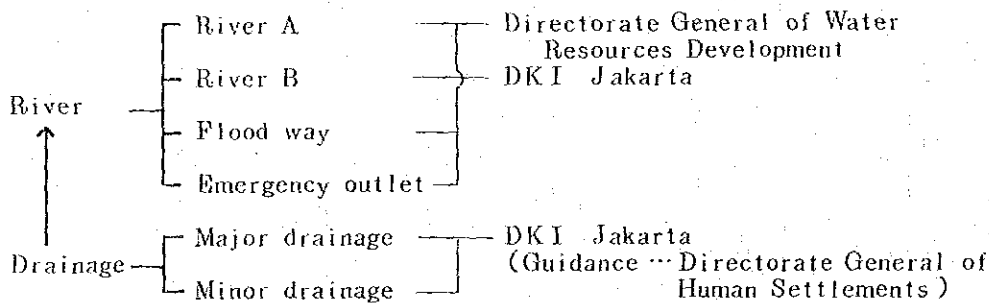 River A Directorate General of Water
Resources Development
River B DKI Jakarta
River
Flood way
Emergency outlet
Major drainage DKI Jakarta
Drainage (Guidance … Directorate General of
Minor drainage Human Settlements)